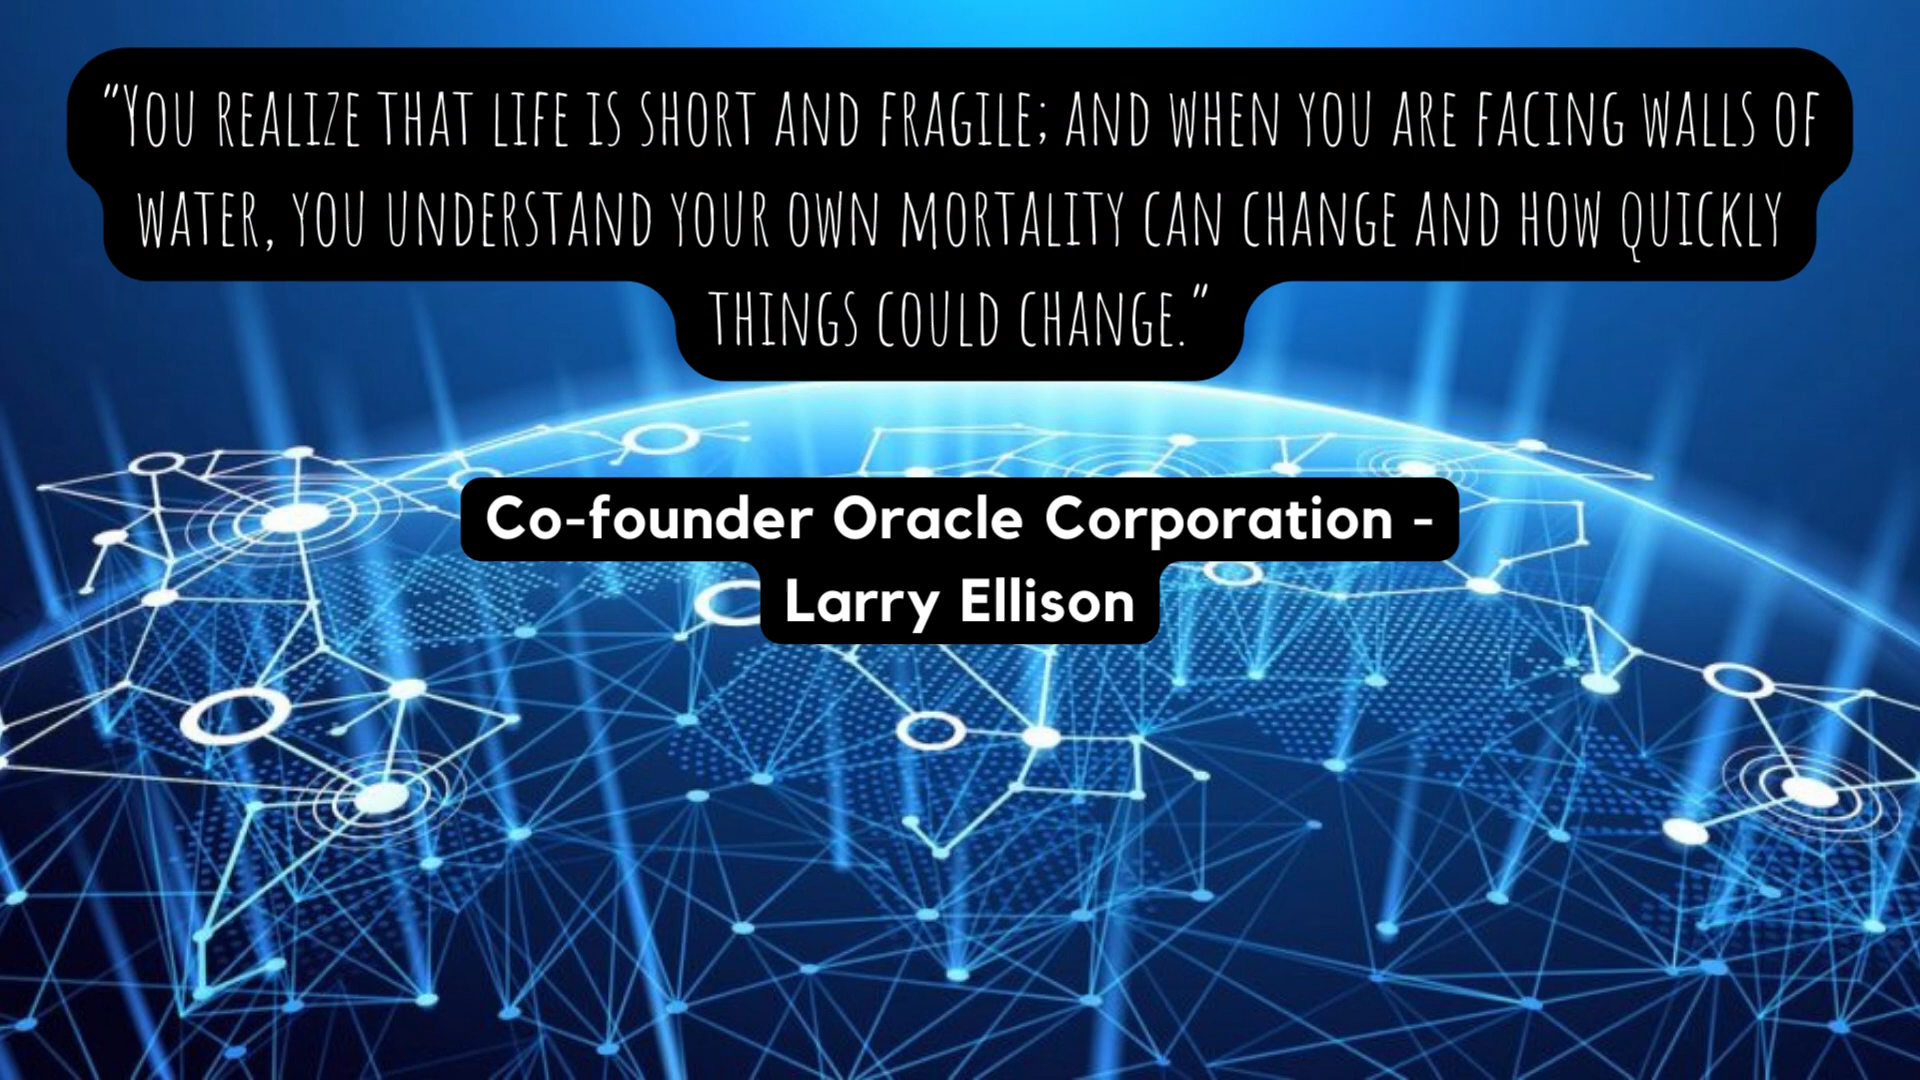 "You realize that life is short and fragile; and when you are facing walls of
water, you understand your own mortality can change and how quickly
things could change."
Co-founder Oracle Corporation -
Larry Ellison